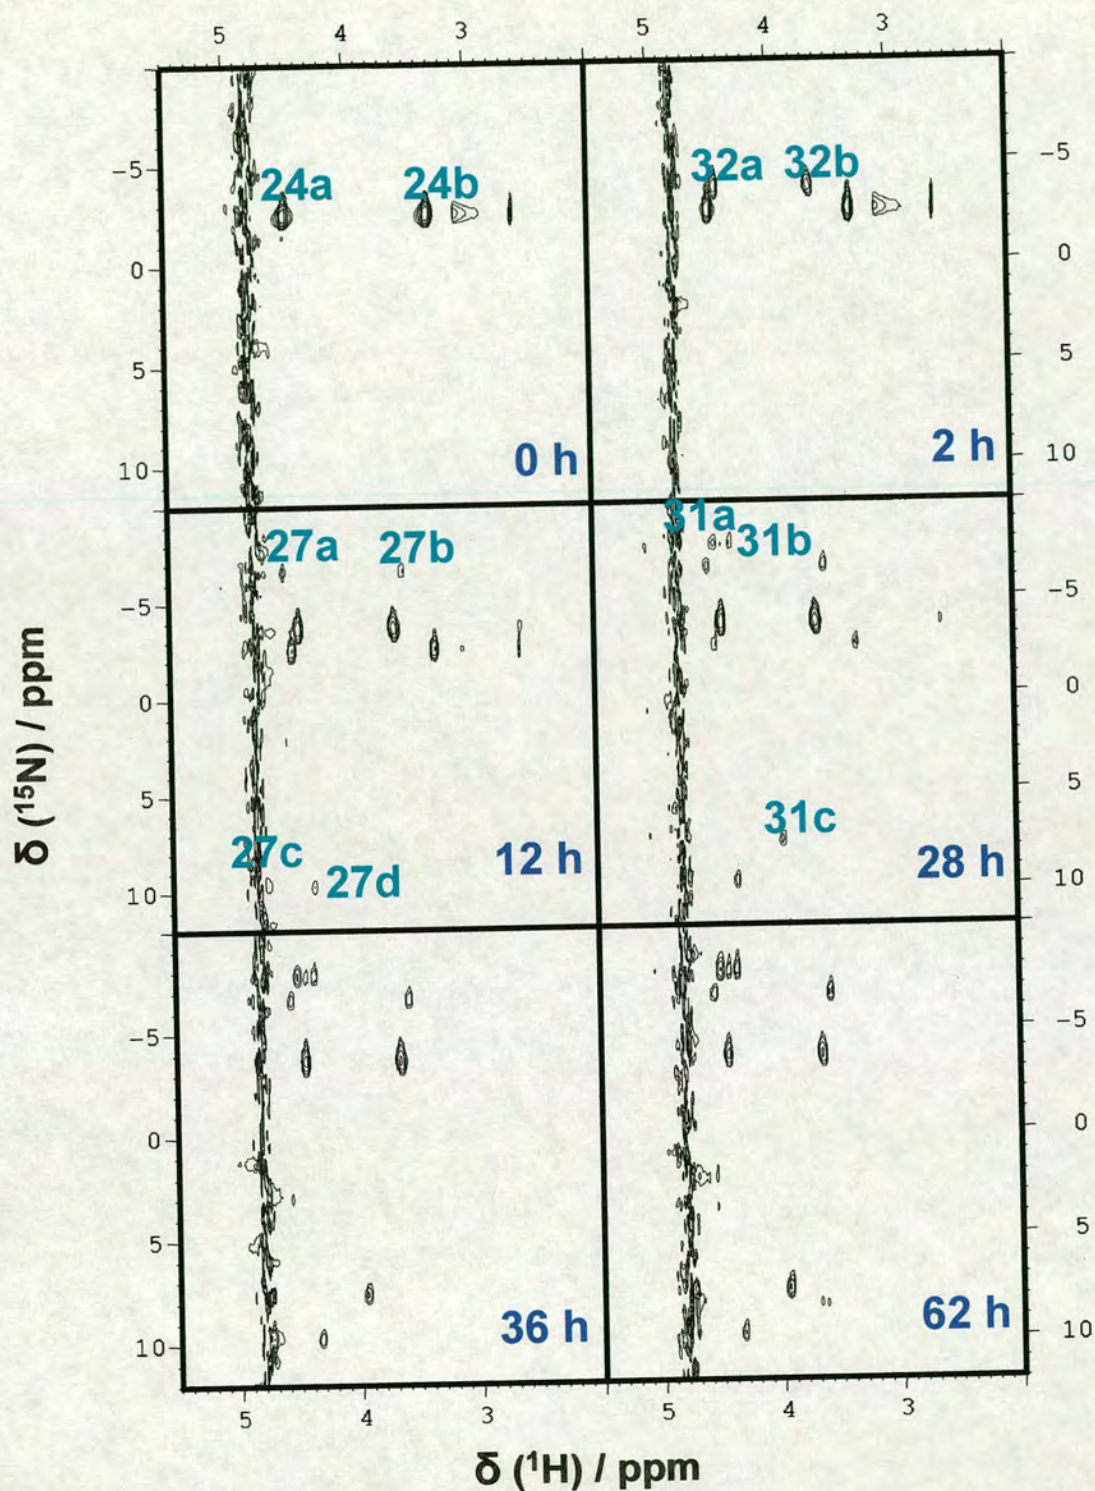 5 4 3 5 4 3
-5 24a 24b 32a 32b -5
0 0
5 5
10 0 h 2 h 10
27a 27b 31a 31b
-5 -5
0 0
5 31c 5
27c 12 h 28 h
10 27d 10
-5 -5
0 0
5 5
10 36 h 62 h 10
5 4 3 5 4 3
δ (¹⁵N) / ppm
δ (¹H) / ppm